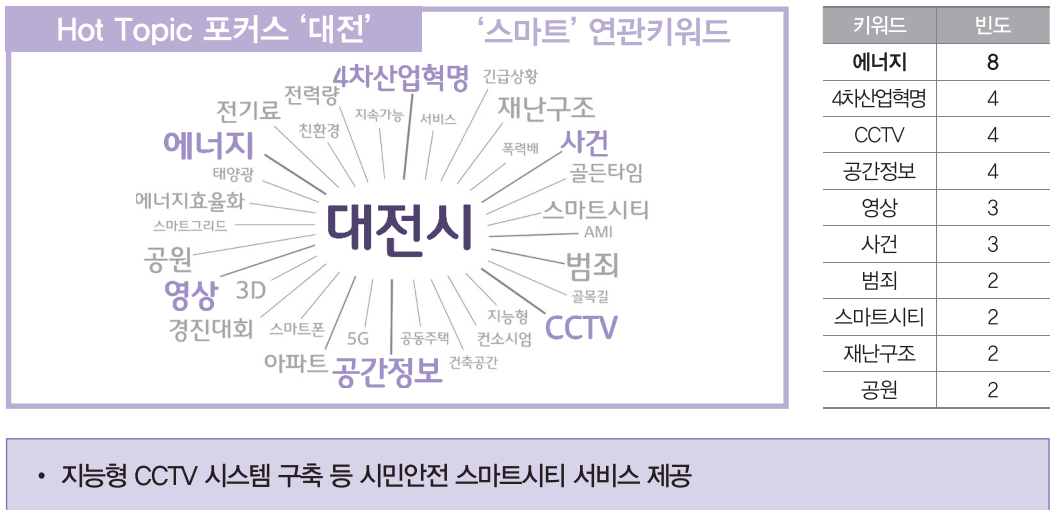 Hot Topic 포커스 ‘대전’
‘스마트’ 연관키워드
4차산업혁명
긴급상황
전력량
전기료
지속가능
서비스
재난구조
친환경
에너지
폭력배
사건
태양광
골든타임
에너지효율화
스마트그리드
대전시
스마트시티
AMI
공원
범죄
영상
3D
골목길
경진대회
스마트폰
5G
공동주택
지능형
컨소시엄
CCTV
아파트
공간정보
건축공간
키워드 빈도
에너지 8
4차산업혁명 4
CCTV 4
공간정보 4
영상 3
사건 3
범죄 2
스마트시티 2
재난구조 2
공원 2
• 지능형 CCTV 시스템 구축 등 시민안전 스마트시티 서비스 제공